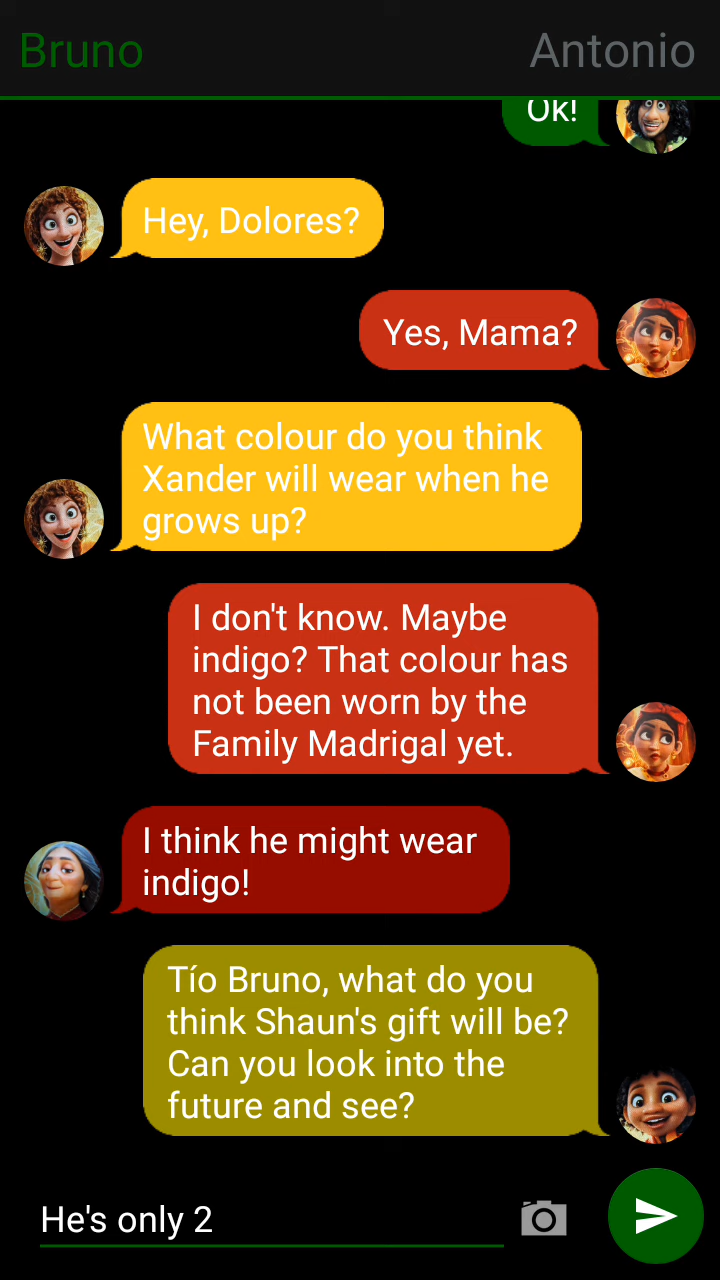 Bruno
Antonio
Ok!
Hey, Dolores?
Yes, Mama?
What colour do you think
Xander will wear when he
grows up?
I don't know. Maybe
indigo? That colour has
not been worn by the
Family Madrigal yet.
I think he might wear
indigo!
Tío Bruno, what do you
think Shaun's gift will be?
Can you look into the
future and see?
He's only 2